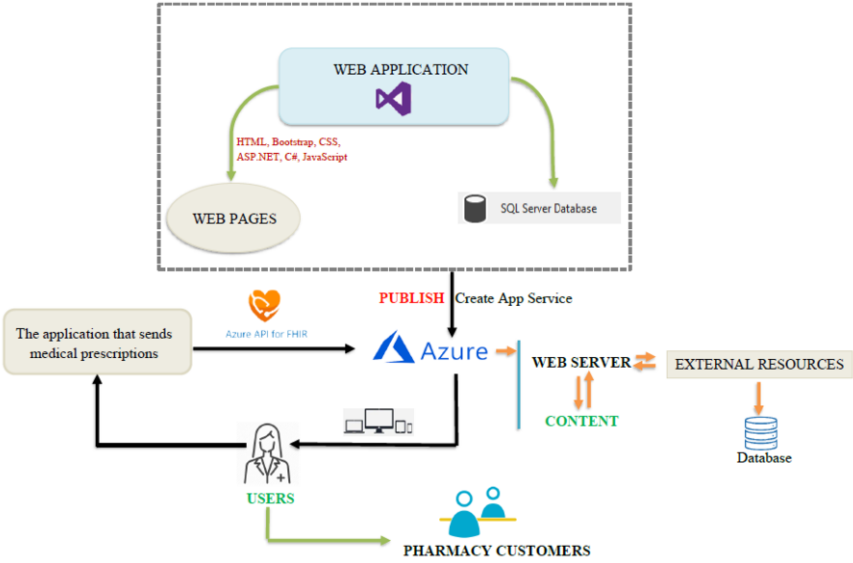 WEB APPLICATION
HTML, Bootstrap, CSS,
ASP.NET, C#, JavaScript
WEB PAGES
SQL Server Database
PUBLISH Create App Service
The application that sends
medical prescriptions
Azure API for FHIR
Azure
WEB SERVER
EXTERNAL RESOURCES
CONTENT
Database
USERS
PHARMACY CUSTOMERS